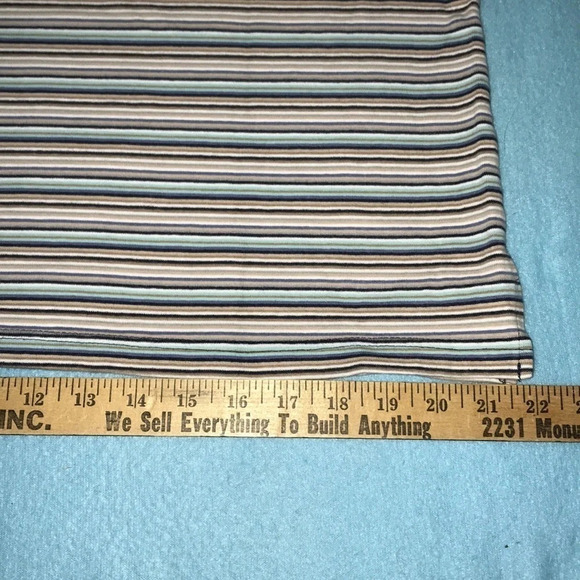 12 13 14 15 16 17 18 19 20 21 22
INC. We Sell Everything To Build Anything 2231 Monu